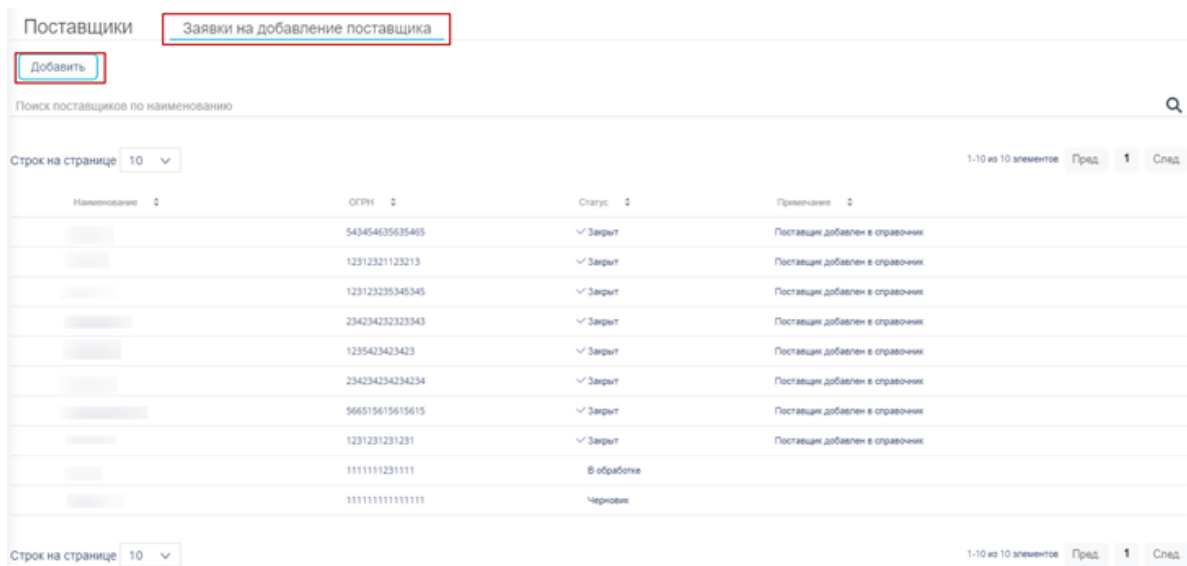 Поставщики Заявки на добавление поставщика
Добавить
Поиск поставщиков по наименованию
Строк на странице 10 1-10 из 10 элементов Пред. 1 След.
Наименование ОГРН Статус Примечание
543454635635465 Закрыт Поставщик добавлен в справочник
12312321123213 Закрыт Поставщик добавлен в справочник
123123235345345 Закрыт Поставщик добавлен в справочник
234234232323343 Закрыт Поставщик добавлен в справочник
1235423423423 Закрыт Поставщик добавлен в справочник
234234234234234 Закрыт Поставщик добавлен в справочник
566515615615615 Закрыт Поставщик добавлен в справочник
1231231231231 Закрыт Поставщик добавлен в справочник
1111111231111 В обработке
111111111111111 Черновик
Строк на странице 10 1-10 из 10 элементов Пред. 1 След.